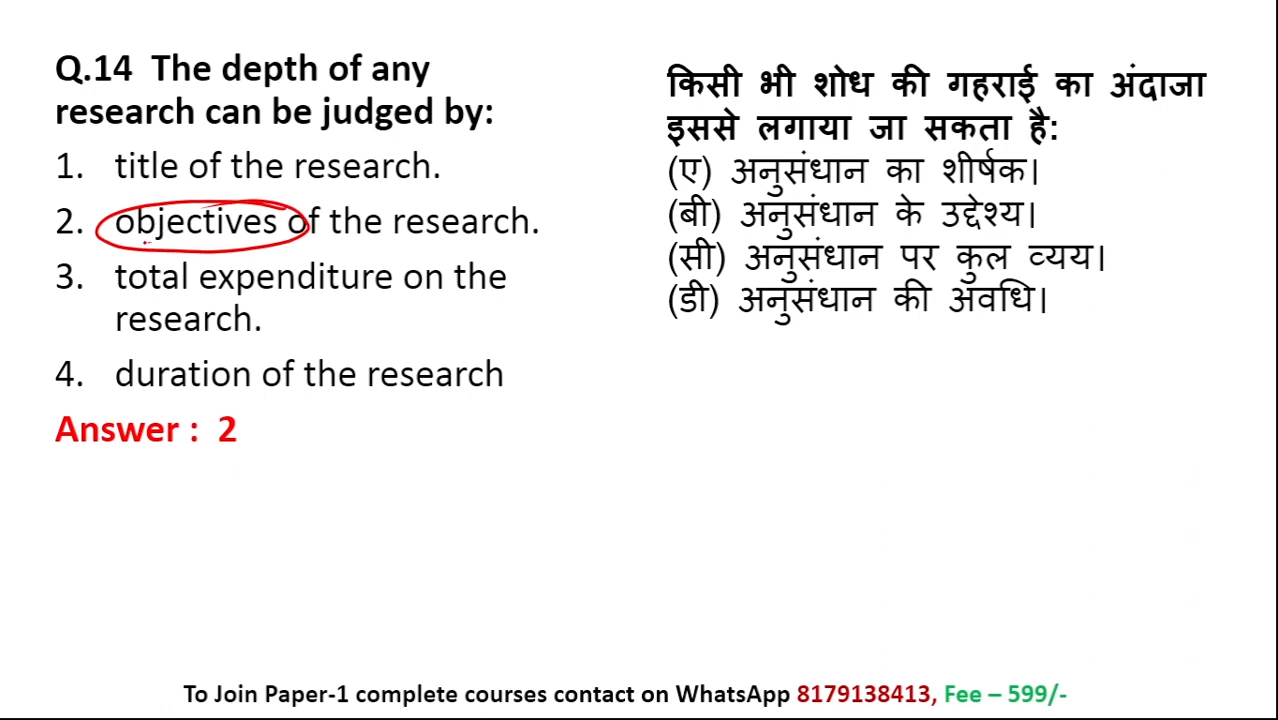 Q.14 The depth of any
research can be judged by:
1. title of the research.
2. objectives of the research.
3. total expenditure on the
research.
4. duration of the research
Answer : 2
किसी भी शोध की गहराई का अंदाजा
इससे लगाया जा सकता है:
(ए) अनुसंधान का शीर्षक।
(बी) अनुसंधान के उद्देश्य।
(सी) अनुसंधान पर कुल व्यय।
(डी) अनुसंधान की अवधि।
To Join Paper-1 complete courses contact on WhatsApp 8179138413, Fee – 599/-